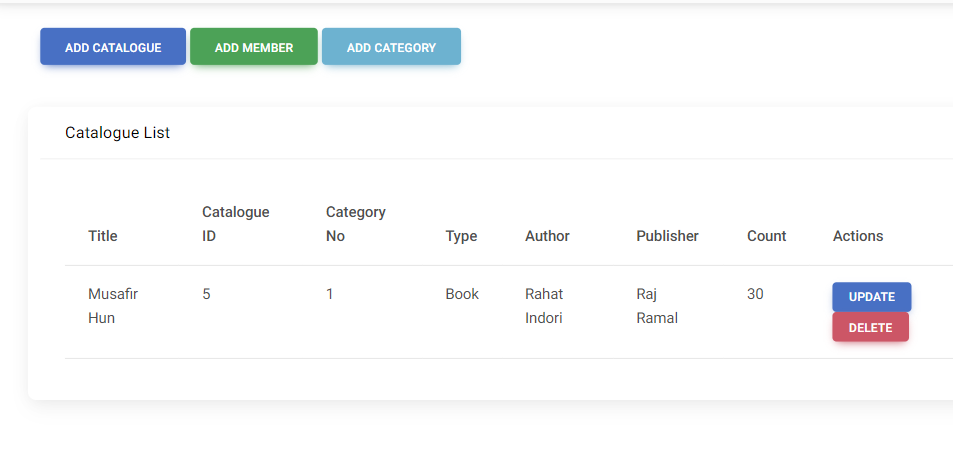 ADD CATALOGUE ADD MEMBER ADD CATEGORY
Catalogue List
Title Catalogue ID Category No Type Author Publisher Count Actions
Musafir Hun 5 1 Book Rahat Indori Raj Ramal 30 UPDATE
DELETE